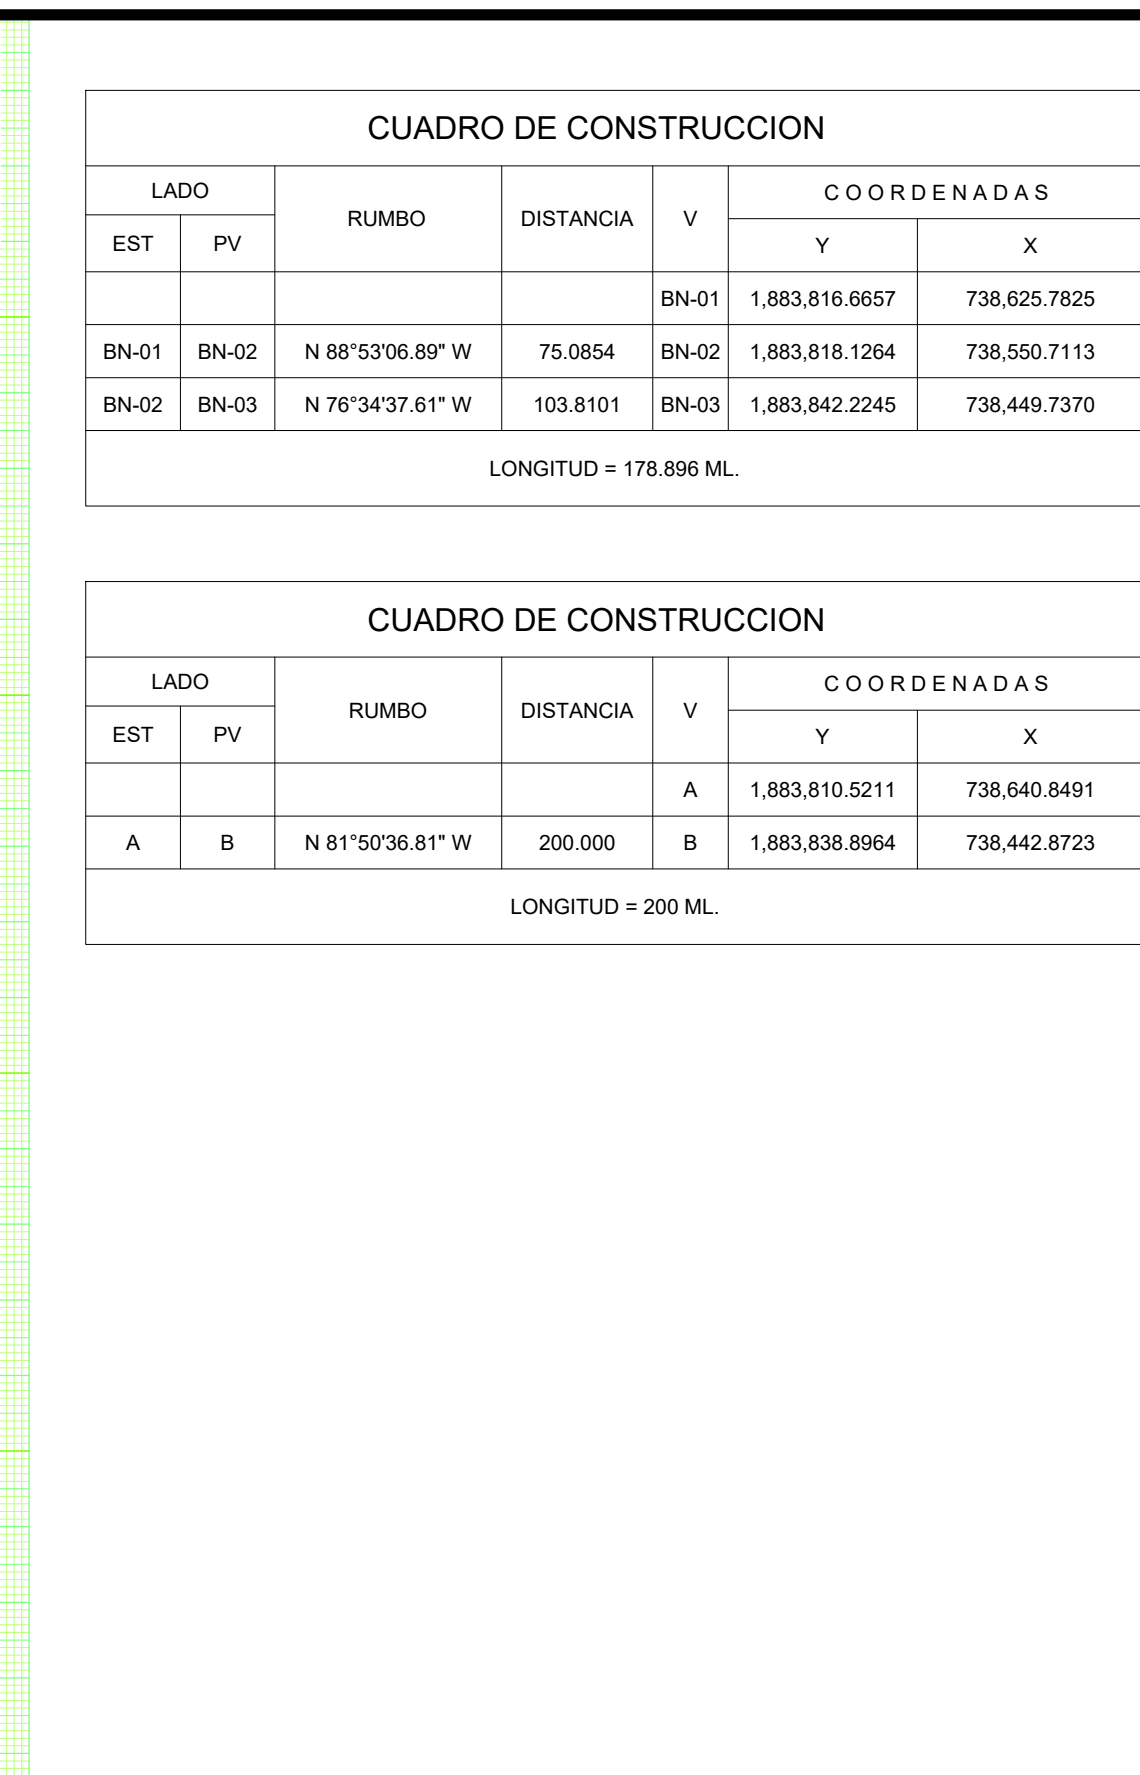 CUADRO DE CONSTRUCCION
LADO RUMBO DISTANCIA V C O O R D E N A D A S
EST PV Y X
BN-01 1,883,816.6657 738,625.7825
BN-01 BN-02 N 88°53'06.89" W 75.0854 BN-02 1,883,818.1264 738,550.7113
BN-02 BN-03 N 76°34'37.61" W 103.8101 BN-03 1,883,842.2245 738,449.7370
LONGITUD = 178.896 ML.
CUADRO DE CONSTRUCCION
LADO RUMBO DISTANCIA V C O O R D E N A D A S
EST PV Y X
A 1,883,810.5211 738,640.8491
A B N 81°50'36.81" W 200.000 B 1,883,838.8964 738,442.8723
LONGITUD = 200 ML.